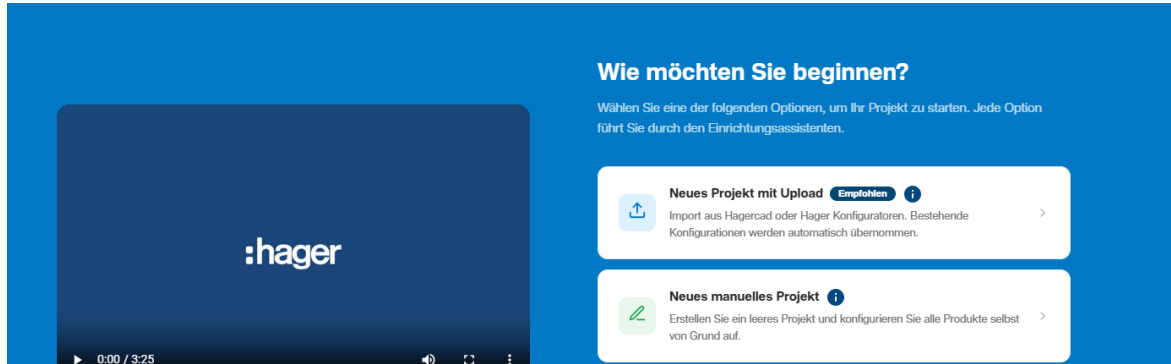 Wie möchten Sie beginnen?
Wählen Sie eine der folgenden Optionen, um Ihr Projekt zu starten. Jede Option
führt Sie durch den Einrichtungsassistenten.
:hager
0:00 / 3:25
Neues Projekt mit Upload Empfohlen i
Import aus Hagercad oder Hager Konfiguratoren. Bestehende
Konfigurationen werden automatisch übernommen.
Neues manuelles Projekt i
Erstellen Sie ein leeres Projekt und konfigurieren Sie alle Produkte selbst
von Grund auf.